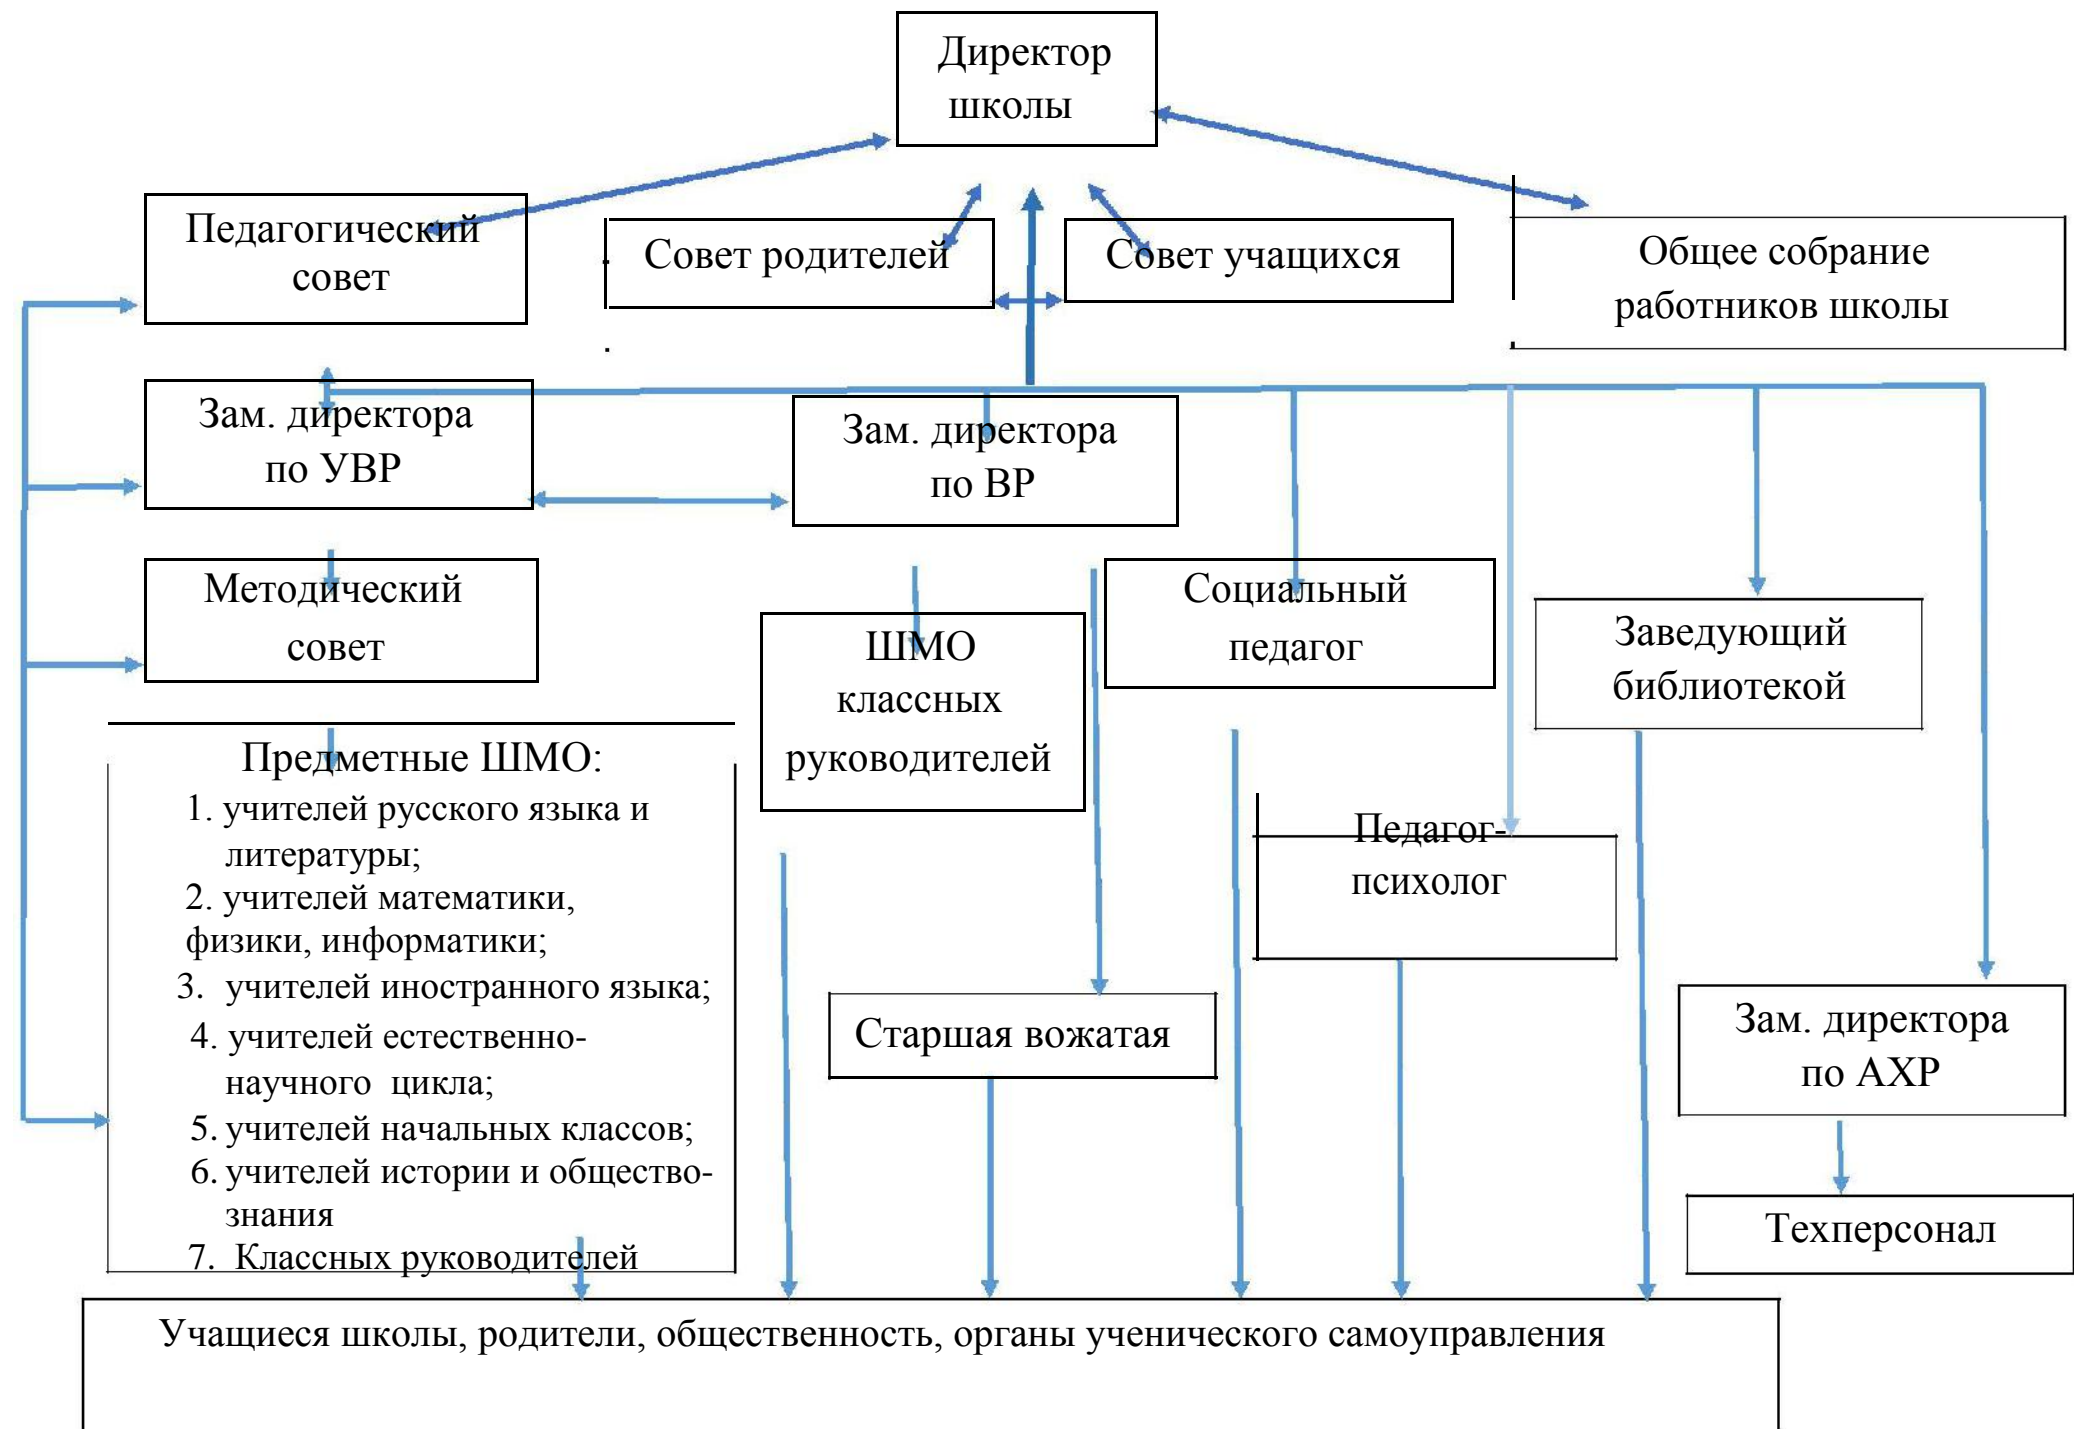 Директор
школы
Педагогический
совет
Совет родителей
Совет учащихся
Общее собрание
работников школы
Зам. директора
по УВР
Зам. директора
по ВР
Методический
совет
ШМО
классных
руководителей
Социальный
педагог
Заведующий
библиотекой
Предметные ШМО:
1. учителей русского языка и
литературы;
2. учителей математики,
физики, информатики;
3. учителей иностранного языка;
4. учителей естественно-
научного цикла;
5. учителей начальных классов;
6. учителей истории и общество-
знания
7. Классных руководителей
Педагог-
психолог
Старшая вожатая
Зам. директора
по АХР
Техперсонал
Учащиеся школы, родители, общественность, органы ученического самоуправления